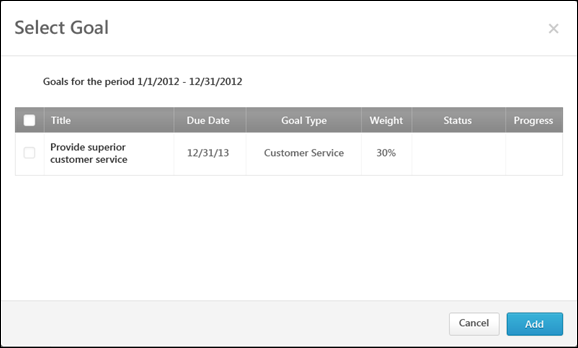 Select Goal
Goals for the period 1/1/2012 - 12/31/2012
Title Due Date Goal Type Weight Status Progress
Provide superior 12/31/13 Customer Service 30%
customer service
Cancel Add